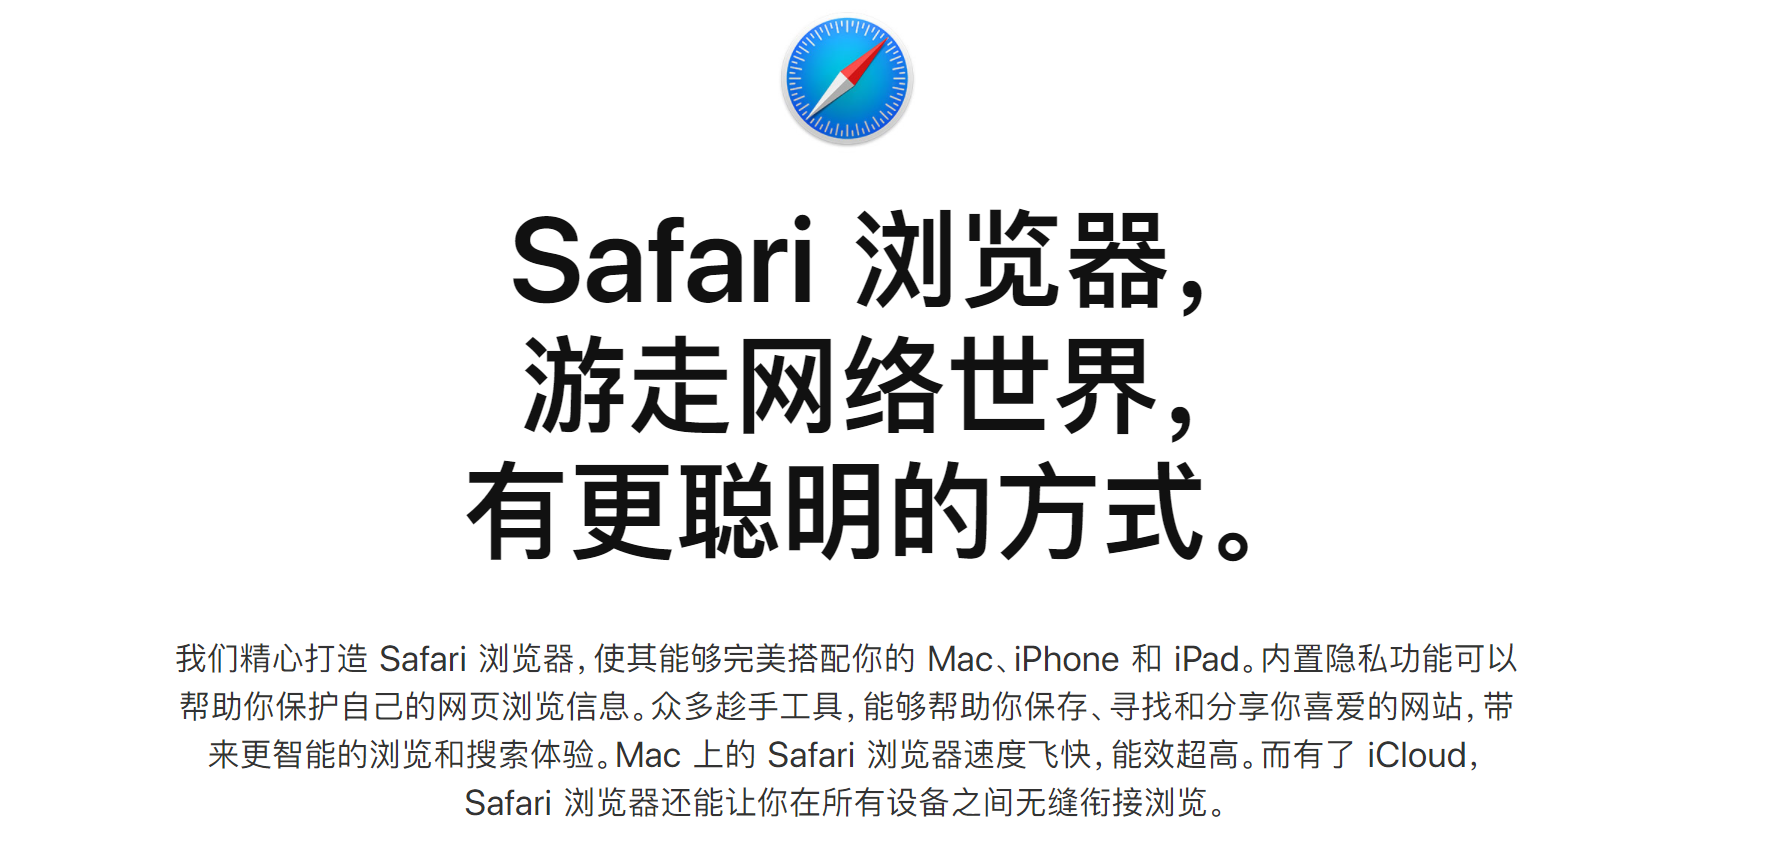 Safari 浏览器，
游走网络世界，
有更聪明的方式。
我们精心打造 Safari 浏览器，使其能够完美搭配你的 Mac、iPhone 和 iPad。内置隐私功能可以
帮助你保护自己的网页浏览信息。众多趁手工具，能够帮助你保存、寻找和分享你喜爱的网站，带
来更智能的浏览和搜索体验。Mac 上的 Safari 浏览器速度飞快，能效超高。而有了 iCloud，
Safari 浏览器还能让你在所有设备之间无缝衔接浏览。